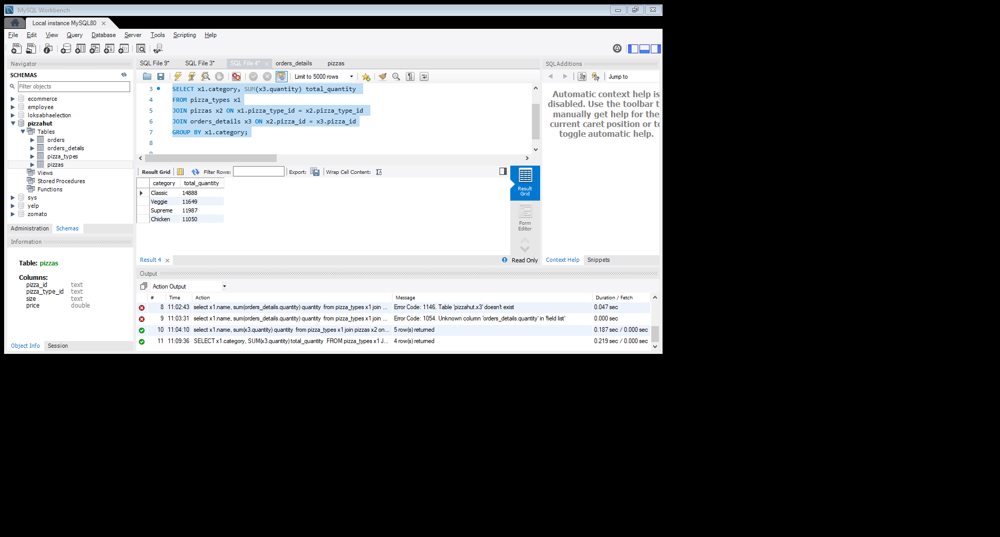 MySQL Workbench
Local instance MySQL80
File Edit View Query Database Server Tools Scripting Help
Navigator
SCHEMAS
Filter objects
ecommerce
employee
loksabhaelection
pizzahut
Tables
orders
orders_details
pizza_types
pizzas
Views
Stored Procedures
Functions
sys
yelp
zomato
Administration Schemas
Information
Table: pizzas
Columns:
pizza_id text
pizza_type_id text
size text
price double
Object Info Session
SQL File 9* SQL File 3* SQL File 4* orders_details pizzas
Limit to 5000 rows
3 SELECT x1.category, SUM(x3.quantity) total_quantity
4 FROM pizza_types x1
5 JOIN pizzas x2 ON x1.pizza_type_id = x2.pizza_type_id
6 JOIN orders_details x3 ON x2.pizza_id = x3.pizza_id
7 GROUP BY x1.category;
8
9
Result Grid Filter Rows: Export: Wrap Cell Content:
category total_quantity
Classic 14888
Veggie 11649
Supreme 11987
Chicken 11050
Result Grid
Form Editor
Result 4 Read Only
SQLAdditions
Jump to
Automatic context help is
disabled. Use the toolbar t
manually get help for the
current caret position or to
toggle automatic help.
Context Help Snippets
Output
Action Output
# Time Action Message Duration / Fetch
8 11:02:43 select x1.name, sum(orders_details.quantity) quantity from pizza_types x1 join ... Error Code: 1146. Table 'pizzahut.x3' doesn't exist 0.047 sec
9 11:03:31 select x1.name, sum(orders_details.quantity) quantity from pizza_types x1 join ... Error Code: 1054. Unknown column 'orders_details.quantity' in 'field list' 0.000 sec
10 11:04:10 select x1.name, sum(x3.quantity) quantity from pizza_types x1 join pizzas x2 on... 5 row(s) returned 0.187 sec / 0.000 sec
11 11:09:36 SELECT x1.category, SUM(x3.quantity) total_quantity FROM pizza_types x1 J... 4 row(s) returned 0.219 sec / 0.000 sec